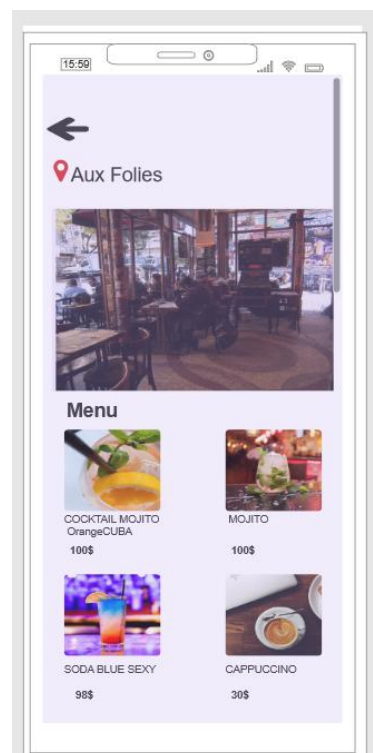 15:59
Aux Folies
Menu
COCKTAIL MOJITO
OrangeCUBA
100$
MOJITO
100$
SODA BLUE SEXY
98$
CAPPUCCINO
30$